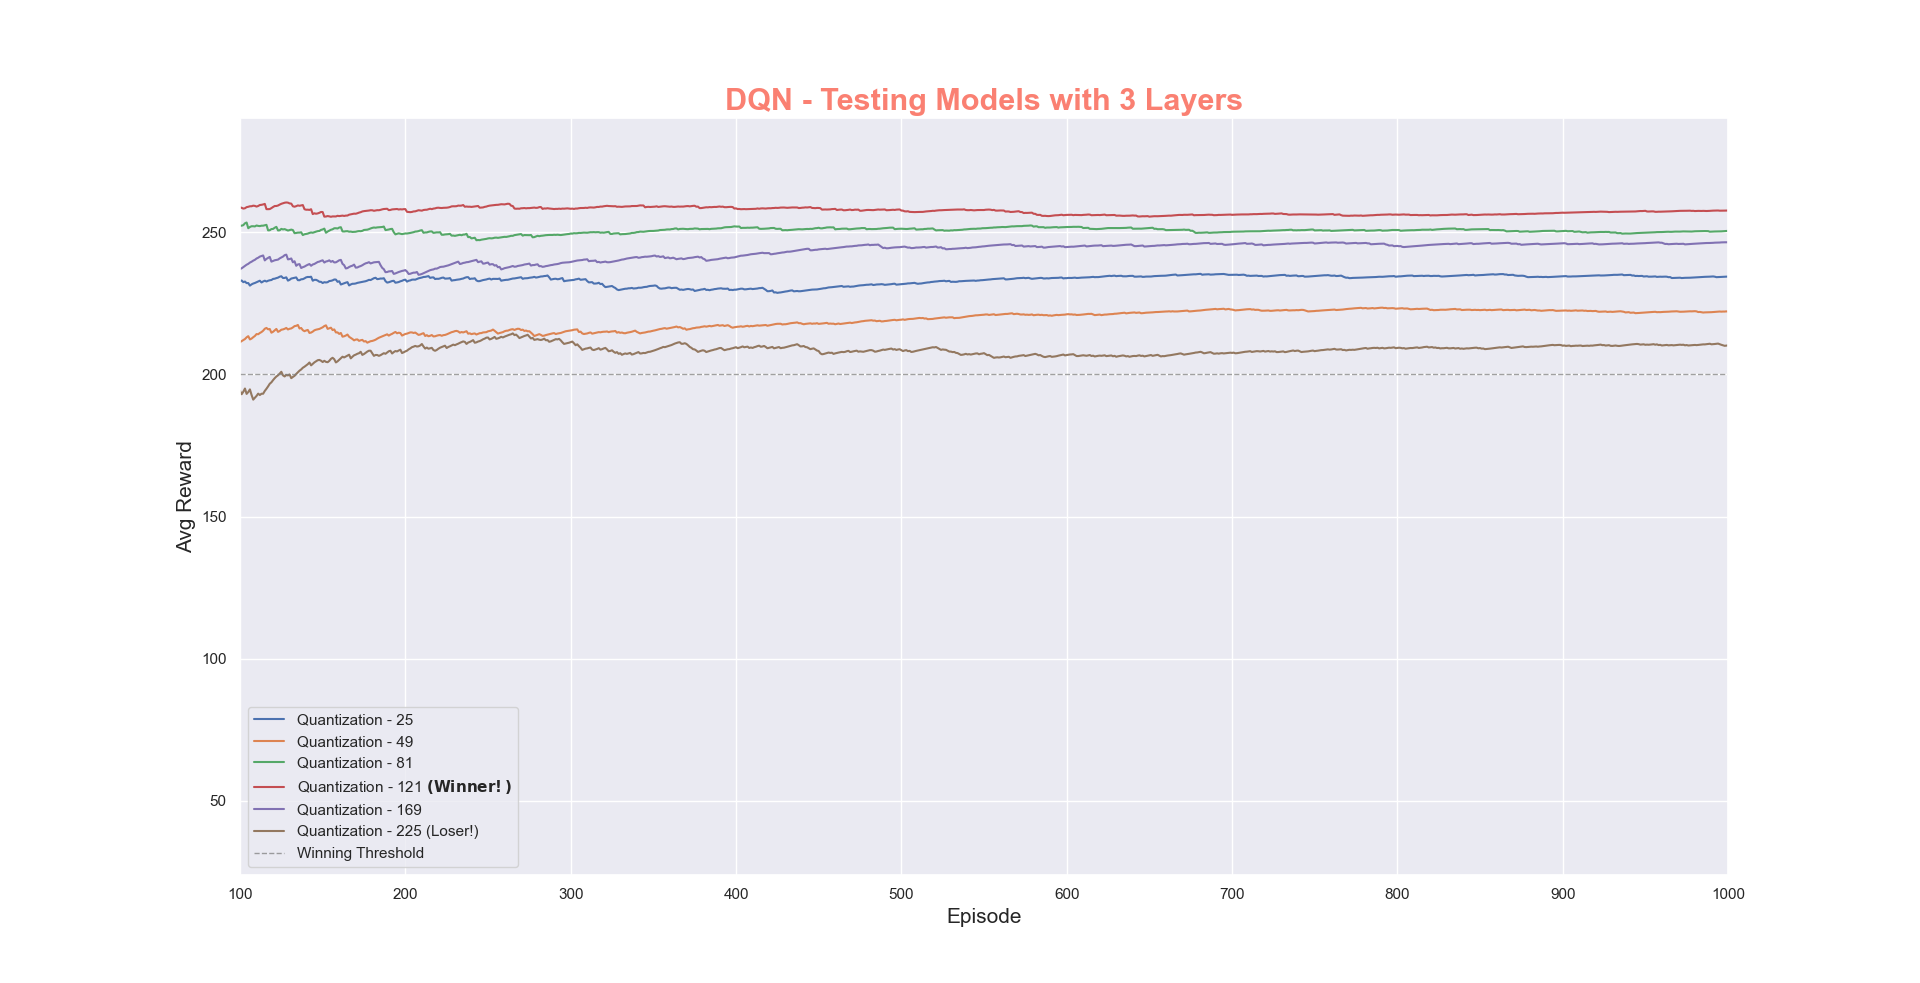 DQN - Testing Models with 3 Layers
250
200
150
100
50
Avg Reward
Quantization - 25
Quantization - 49
Quantization - 81
Quantization - 121 (Winner! )
Quantization - 169
Quantization - 225 (Loser!)
Winning Threshold
100 200 300 400 500 600 700 800 900 1000
Episode